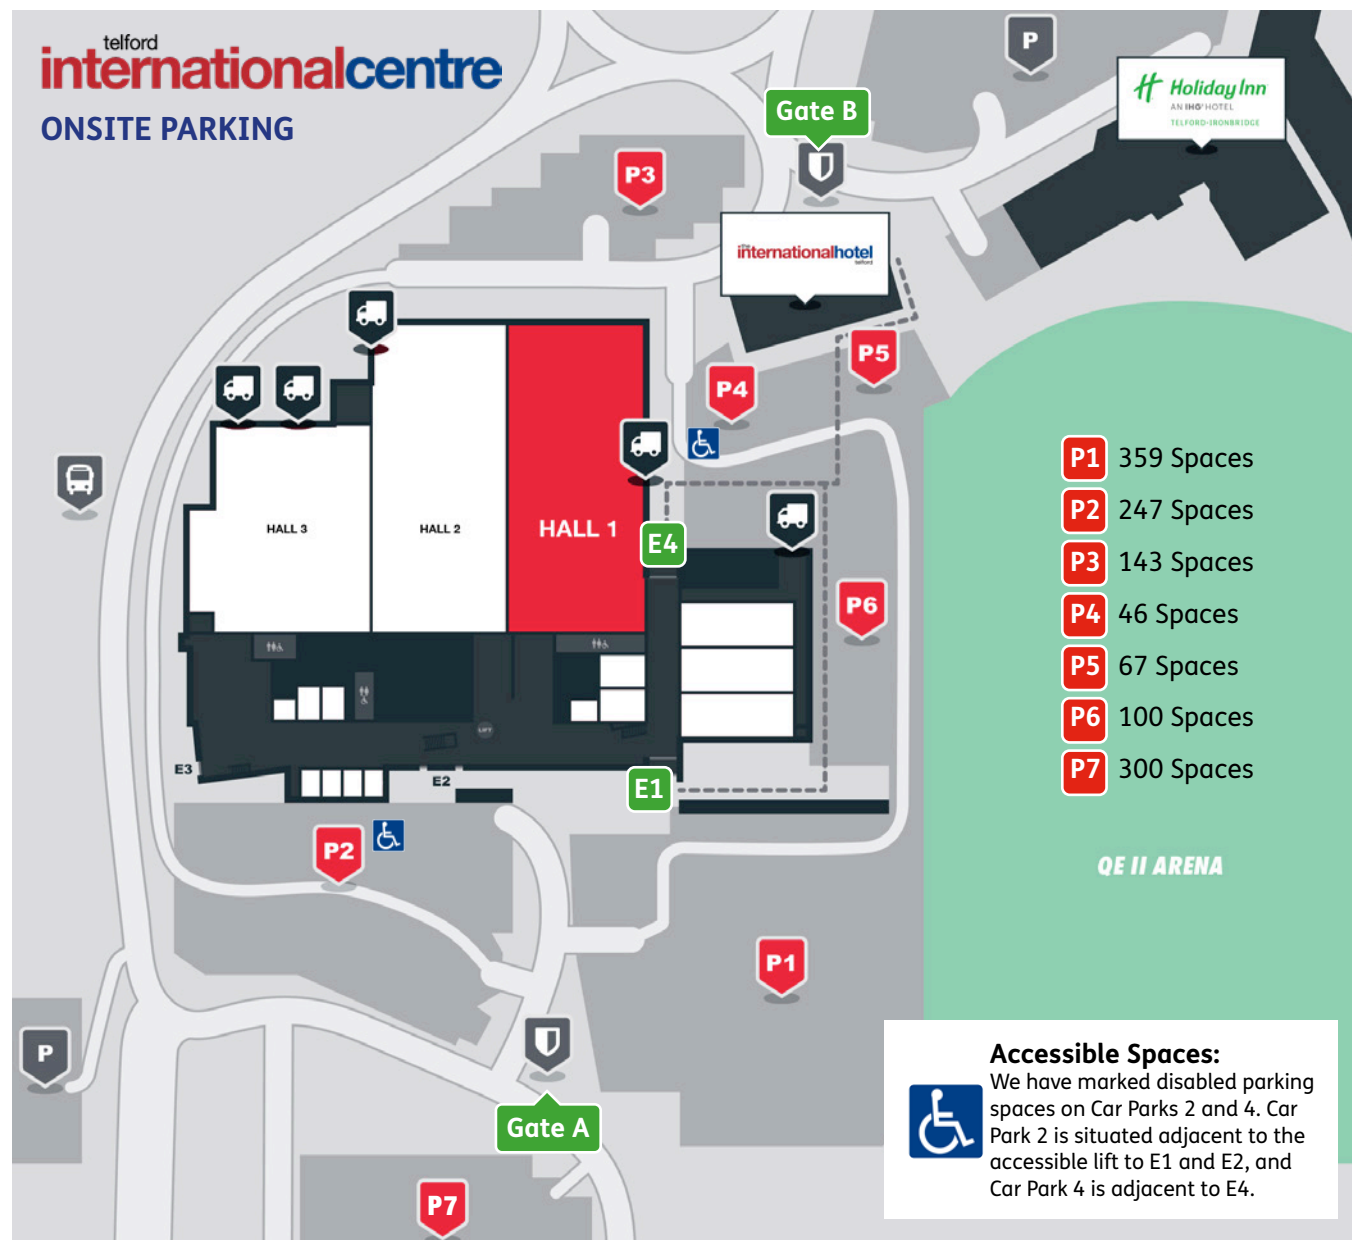 telford
internationalcentre
ONSITE PARKING
P
Holiday Inn
AN IHG® HOTEL
TELFORD-IRONBRIDGE
Gate B
P3
the
internationalhotel
telford
P5
P4
HALL 3
HALL 2
HALL 1
E4
P6
LIFT
E3
E2
E1
P2
P1
P
Gate A
P7
P1 359 Spaces
P2 247 Spaces
P3 143 Spaces
P4 46 Spaces
P5 67 Spaces
P6 100 Spaces
P7 300 Spaces
QE II ARENA
Accessible Spaces:
We have marked disabled parking
spaces on Car Parks 2 and 4. Car
Park 2 is situated adjacent to the
accessible lift to E1 and E2, and
Car Park 4 is adjacent to E4.